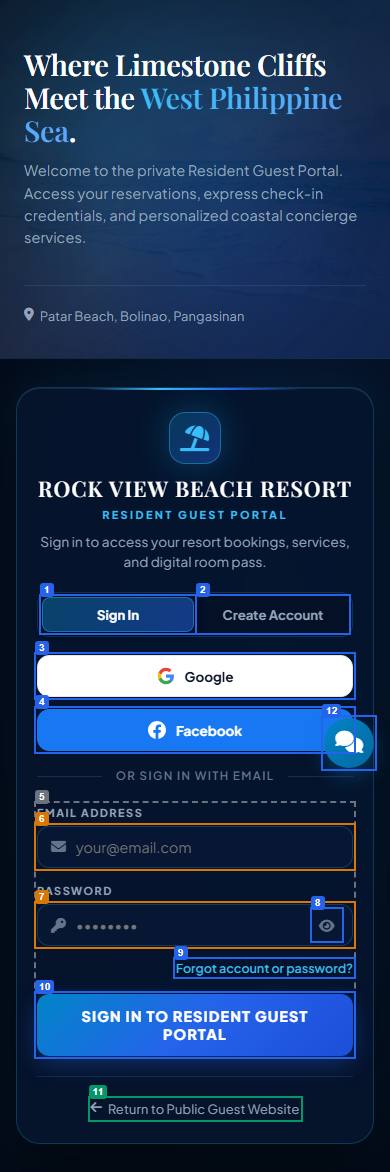 Where Limestone Cliffs
Meet the West Philippine
Sea.
Welcome to the private Resident Guest Portal.
Access your reservations, express check-in
credentials, and personalized coastal concierge
services.
Patar Beach, Bolinao, Pangasinan
ROCK VIEW BEACH RESORT
RESIDENT GUEST PORTAL
Sign in to access your resort bookings, services,
and digital room pass.
1 2
Sign In Create Account
3
Google
4
Facebook
12
OR SIGN IN WITH EMAIL
5
EMAIL ADDRESS
6
your@email.com
PASSWORD
7 8
9
Forgot account or password?
10
SIGN IN TO RESIDENT GUEST
PORTAL
11
Return to Public Guest Website